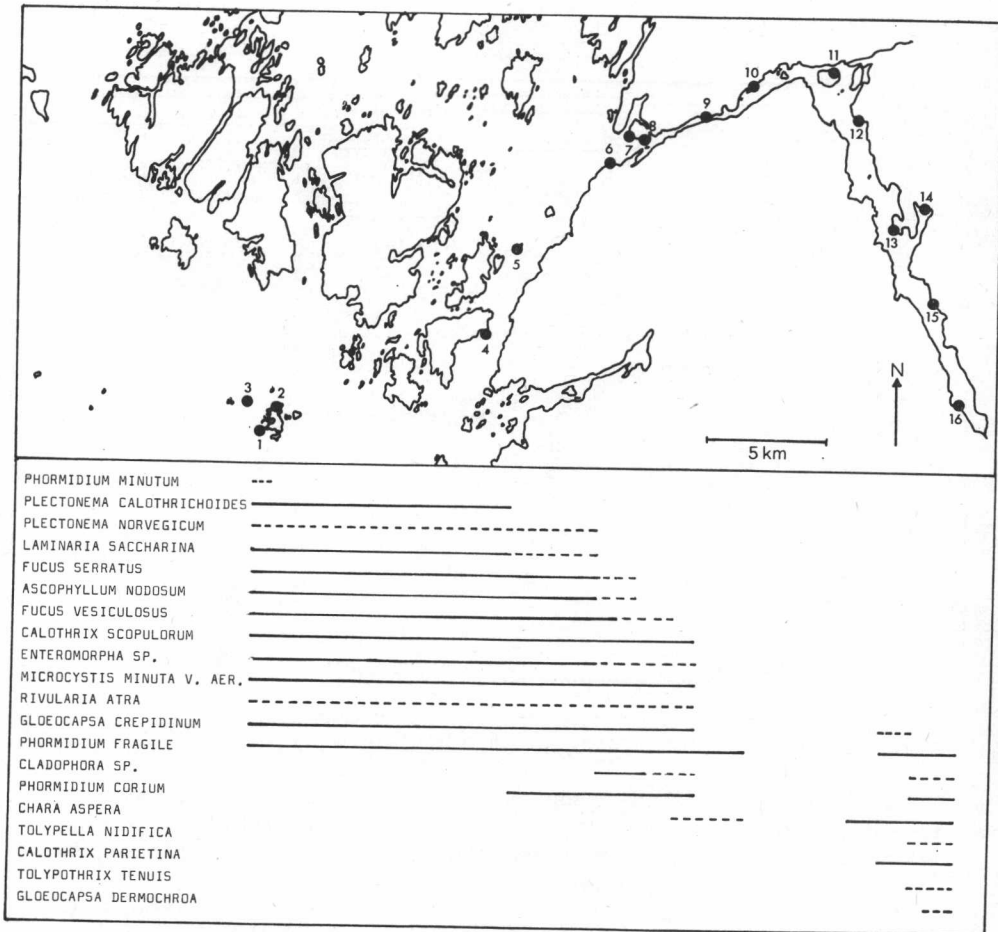 11
10
9
8
7
6
12
14
13
5
15
4
N
3
2
16
1
5 km
PHORMIDIUM MINUTUM
PLECTONEMA CALOTHRICHOIDES
PLECTONEMA NORVEGICUM
LAMINARIA SACCHARINA
FUCUS SERRATUS
ASCOPHYLLUM NODOSUM
FUCUS VESICULOSUS
CALOTHRIX SCOPULORUM
ENTEROMORPHA SP.
MICROCYSTIS MINUTA V. AER.
RIVULARIA ATRA
GLOEOCAPSA CREPIDINUM
PHORMIDIUM FRAGILE
CLADOPHORA SP.
PHORMIDIUM CORIUM
CHARA ASPERA
TOLYPELLA NIDIFICA
CALOTHRIX PARIETINA
TOLYPOTHRIX TENUIS
GLOEOCAPSA DERMOCHROA